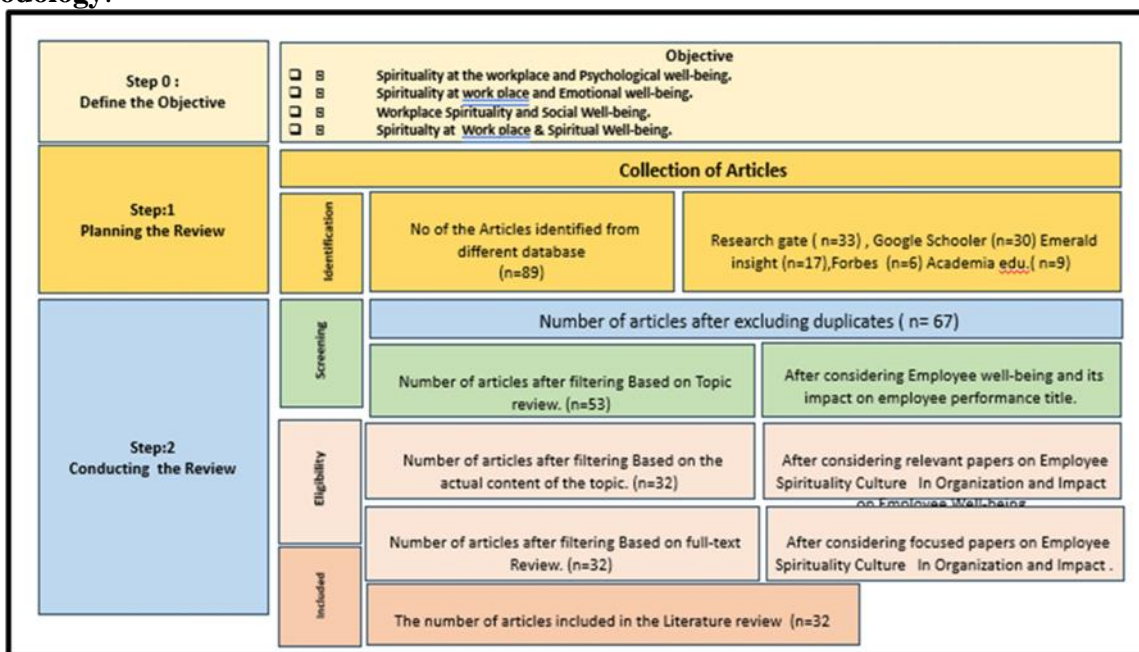 odology:
Step 0 :
Define the Objective
Objective
Spirituality at the workplace and Psychological well-being.
Spirituality at work place and Emotional well-being.
Workplace Spirituality and Social Well-being.
Spiritualty at Work place & Spiritual Well-being.
Step:1
Planning the Review
Collection of Articles
Identification
No of the Articles identified from
different database
(n=89)
Research gate ( n=33) , Google Schooler (n=30) Emerald
insight (n=17),Forbes (n=6) Academia edu.( n=9)
Step:2
Conducting the Review
Screening
Number of articles after excluding duplicates ( n= 67)
Number of articles after filtering Based on Topic
review. (n=53)
After considering Employee well-being and its
impact on employee performance title.
Eligibility
Number of articles after filtering Based on the
actual content of the topic. (n=32)
After considering relevant papers on Employee
Spirituality Culture In Organization and Impact
on Employee Well-being
Number of articles after filtering Based on full-text
Review. (n=32)
After considering focused papers on Employee
Spirituality Culture In Organization and Impact .
Included
The number of articles included in the Literature review (n=32